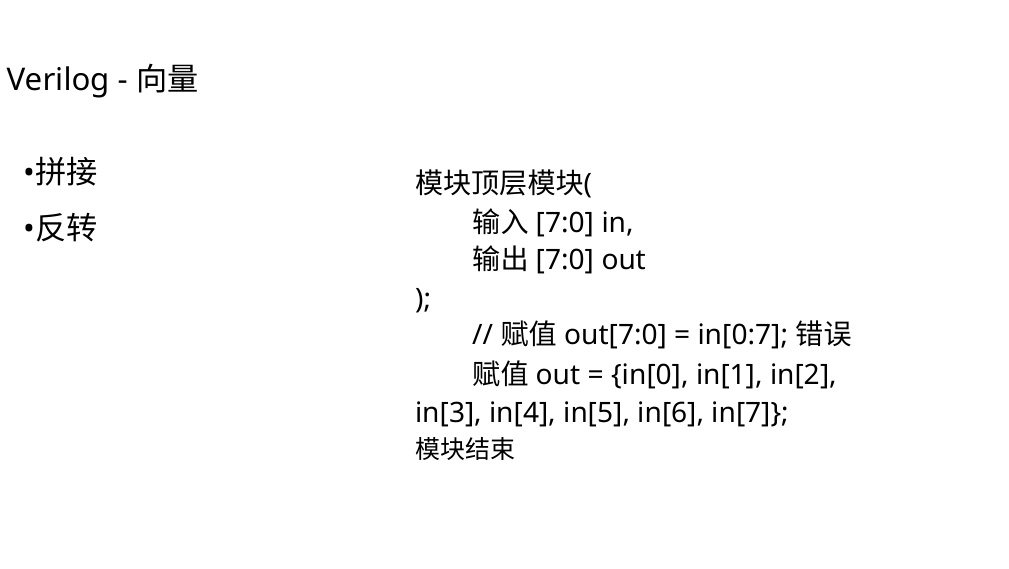 Verilog - 向量
•拼接
•反转
模块顶层模块(
输入 [7:0] in,
输出 [7:0] out
);
// 赋值 out[7:0] = in[0:7]; 错误
赋值 out = {in[0], in[1], in[2],
in[3], in[4], in[5], in[6], in[7]};
模块结束